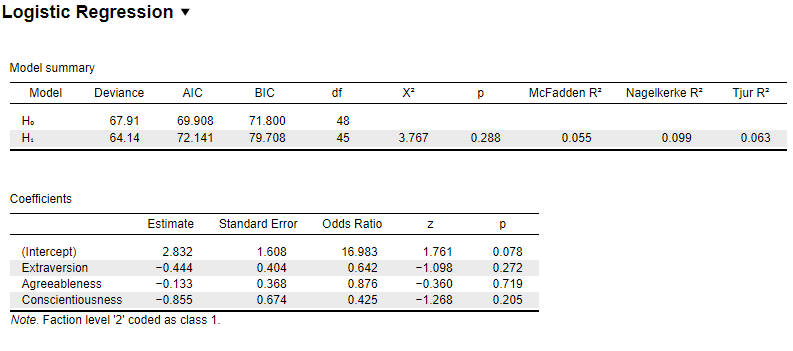 Logistic Regression ▼
Model summary
Model Deviance AIC BIC df X² p McFadden R² Nagelkerke R² Tjur R²
H₀ 67.91 69.908 71.800 48
H₁ 64.14 72.141 79.708 45 3.767 0.288 0.055 0.099 0.063
Coefficients
Estimate Standard Error Odds Ratio z p
(Intercept) 2.832 1.608 16.983 1.761 0.078
Extraversion −0.444 0.404 0.642 −1.098 0.272
Agreeableness −0.133 0.368 0.876 −0.360 0.719
Conscientiousness −0.855 0.674 0.425 −1.268 0.205
Note. Faction level '2' coded as class 1.